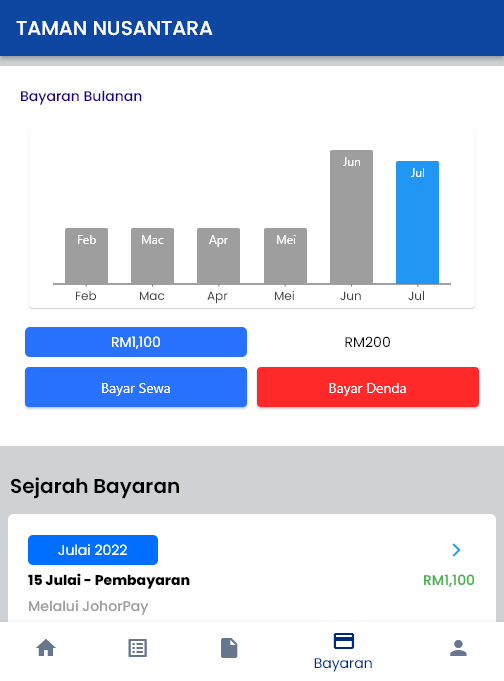 TAMAN NUSANTARA
Bayaran Bulanan
Feb Mac Apr Mei Jun Jul
Feb Mac Apr Mei Jun Jul
RM1,100 RM200
Bayar Sewa Bayar Denda
Sejarah Bayaran
Julai 2022
15 Julai - Pembayaran RM1,100
Melalui JohorPay
Bayaran